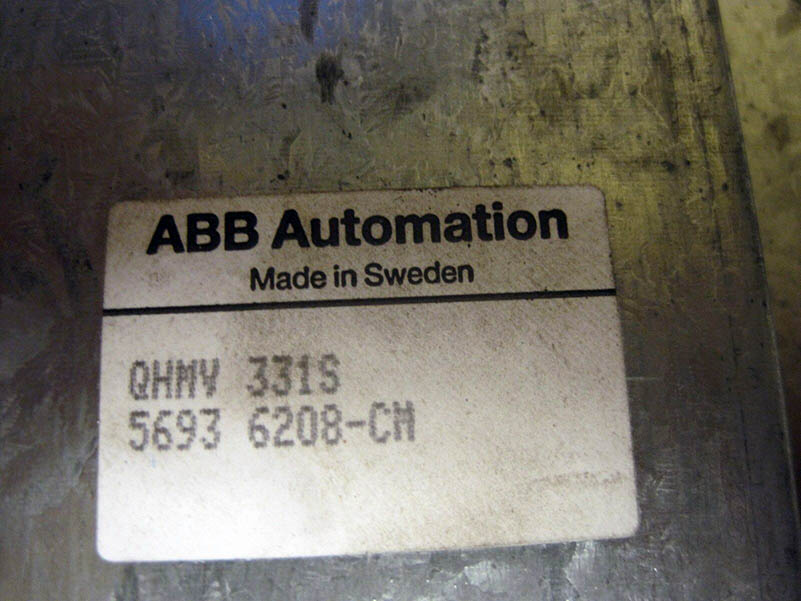 ABB Automation
Made in Sweden
QHMV 331S
5693 6208-CM